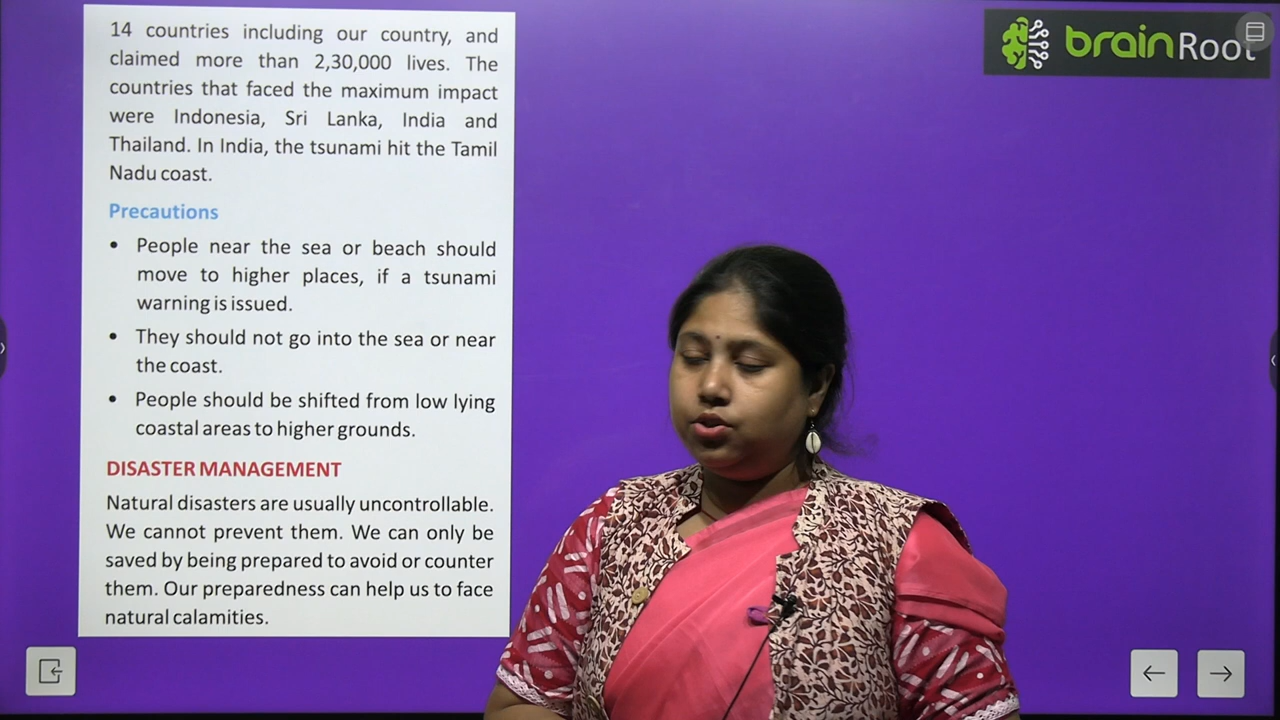 14 countries including our country, and
claimed more than 2,30,000 lives. The
countries that faced the maximum impact
were Indonesia, Sri Lanka, India and
Thailand. In India, the tsunami hit the Tamil
Nadu coast.
Precautions
• People near the sea or beach should
move to higher places, if a tsunami
warning is issued.
• They should not go into the sea or near
the coast.
• People should be shifted from low lying
coastal areas to higher grounds.
DISASTER MANAGEMENT
Natural disasters are usually uncontrollable.
We cannot prevent them. We can only be
saved by being prepared to avoid or counter
them. Our preparedness can help us to face
natural calamities.
brainRoot